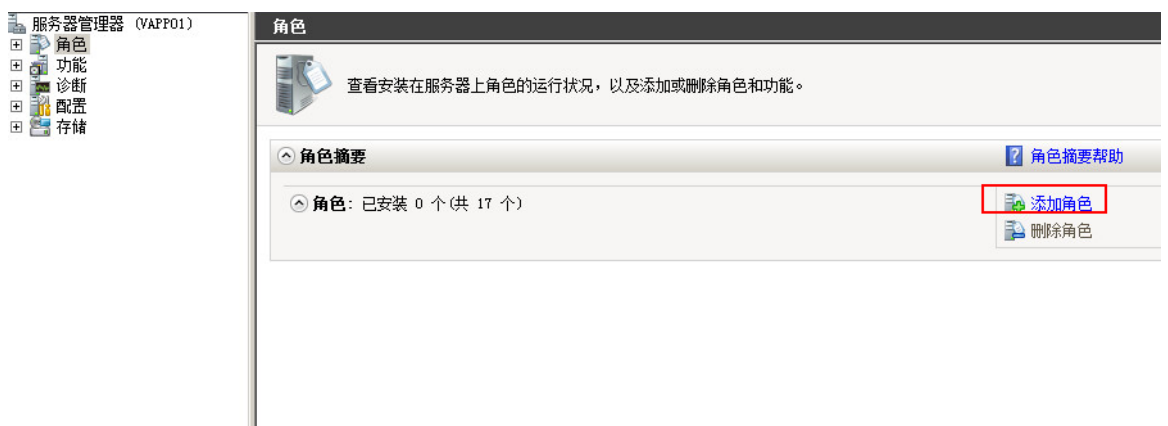 服务器管理器 (VAPP01)
角色
功能
诊断
配置
存储
角色
查看安装在服务器上角色的运行状况，以及添加或删除角色和功能。
角色摘要
角色摘要帮助
角色: 已安装 0 个(共 17 个)
添加角色
删除角色